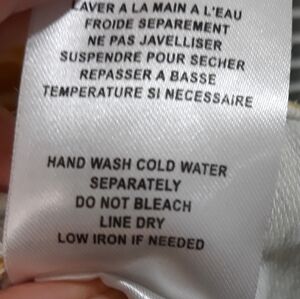 LAVER A LA MAIN A L'EAU
FROIDE SEPAREMENT
NE PAS JAVELLISER
SUSPENDRE POUR SECHER
REPASSER A BASSE
TEMPERATURE SI NECESSAIRE
HAND WASH COLD WATER
SEPARATELY
DO NOT BLEACH
LINE DRY
LOW IRON IF NEEDED